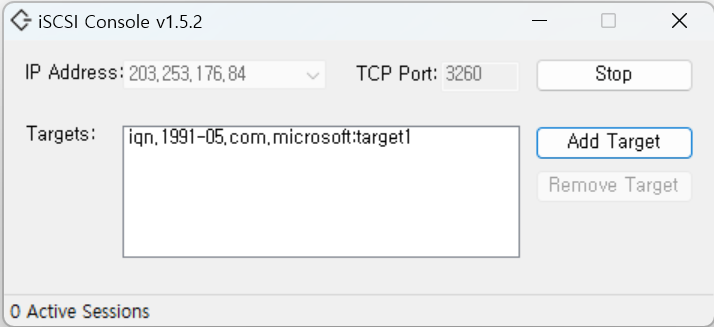 iSCSI Console v1.5.2
IP Address: 203,253,176,84 TCP Port: 3260 Stop
Targets: iqn,1991-05,com,microsoft:target1 Add Target
Remove Target
0 Active Sessions